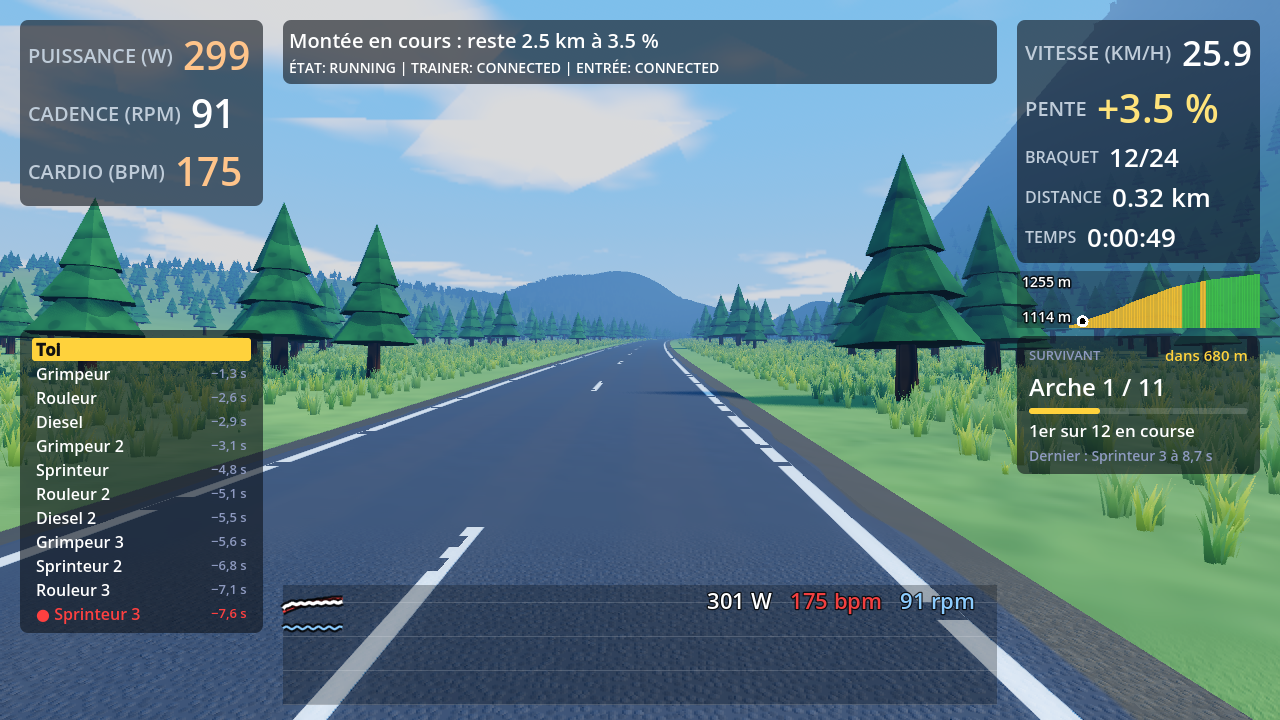 PUISSANCE (W) 299
CADENCE (RPM) 91
CARDIO (BPM) 175
Montée en cours : reste 2.5 km à 3.5 %
ÉTAT: RUNNING | TRAINER: CONNECTED | ENTRÉE: CONNECTED
VITESSE (KM/H) 25.9
PENTE +3.5 %
BRAQUET 12/24
DISTANCE 0.32 km
TEMPS 0:00:49
1255 m
1114 m
SURVIVANT dans 680 m
Arche 1 / 11
1er sur 12 en course
Dernier : Sprinteur 3 à 8,7 s
Toi
Grimpeur −1,3 s
Rouleur −2,6 s
Diesel −2,9 s
Grimpeur 2 −3,1 s
Sprinteur −4,8 s
Rouleur 2 −5,1 s
Diesel 2 −5,5 s
Grimpeur 3 −5,6 s
Sprinteur 2 −6,8 s
Rouleur 3 −7,1 s
Sprinteur 3 −7,6 s
301 W 175 bpm 91 rpm